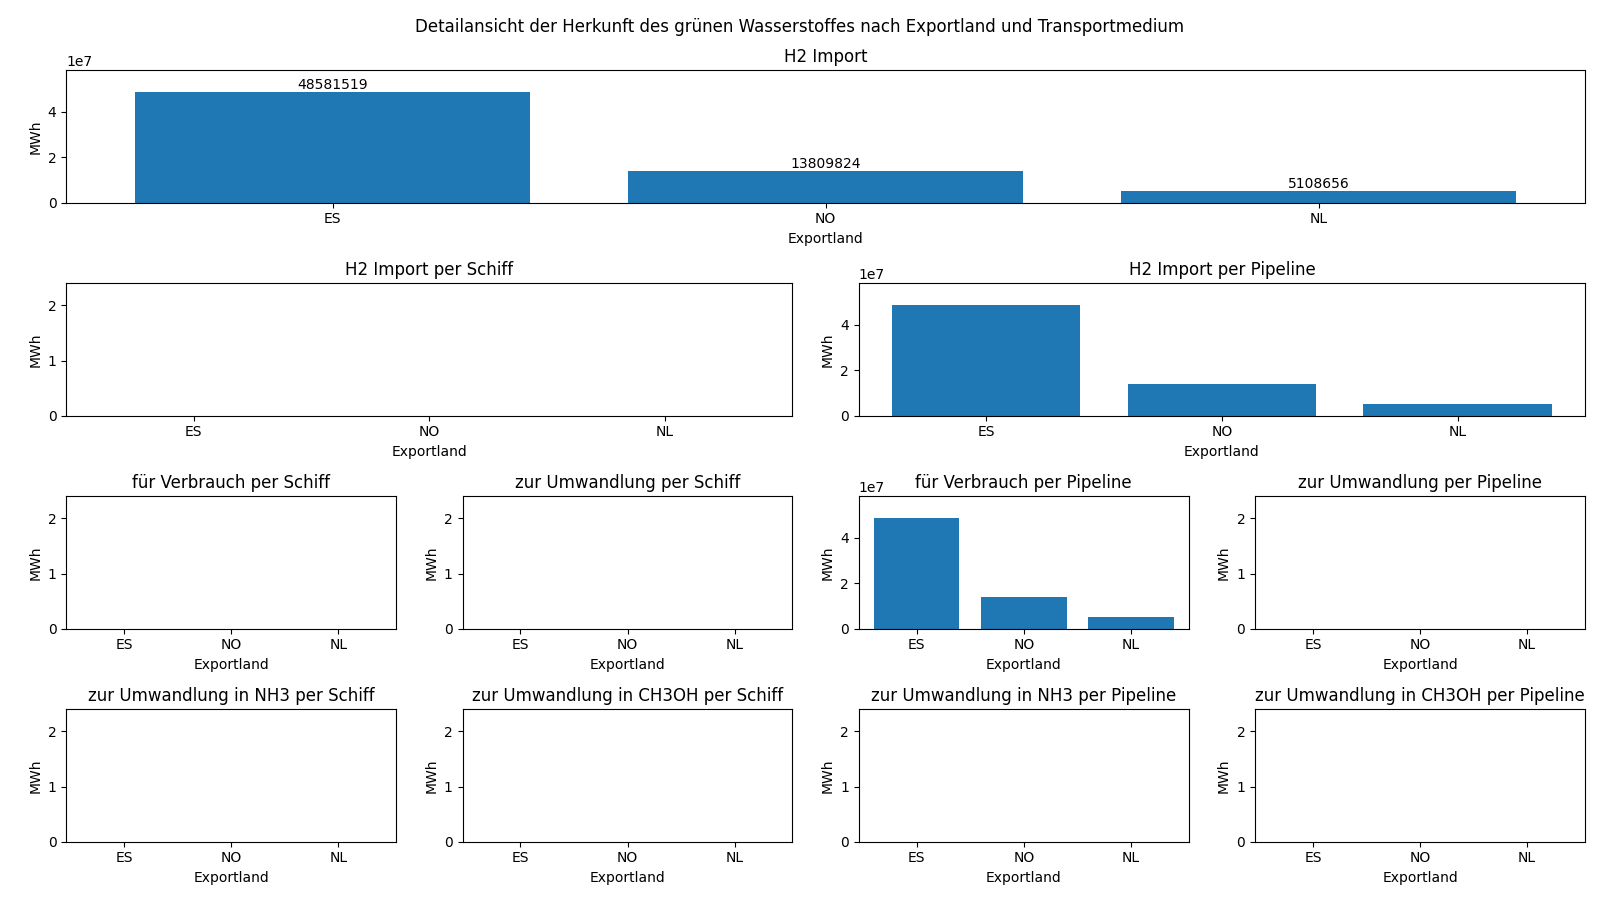 Detailansicht der Herkunft des grünen Wasserstoffes nach Exportland und Transportmedium
H2 Import
1e7
MWh
4
2
0
48581519
13809824
5108656
ES NO NL
Exportland
H2 Import per Schiff
MWh
2
1
0
ES NO NL
Exportland
H2 Import per Pipeline
1e7
MWh
4
2
0
ES NO NL
Exportland
für Verbrauch per Schiff
MWh
2
1
0
ES NO NL
Exportland
zur Umwandlung per Schiff
MWh
2
1
0
ES NO NL
Exportland
für Verbrauch per Pipeline
1e7
MWh
4
2
0
ES NO NL
Exportland
zur Umwandlung per Pipeline
MWh
2
1
0
ES NO NL
Exportland
zur Umwandlung in NH3 per Schiff
MWh
2
1
0
ES NO NL
Exportland
zur Umwandlung in CH3OH per Schiff
MWh
2
1
0
ES NO NL
Exportland
zur Umwandlung in NH3 per Pipeline
MWh
2
1
0
ES NO NL
Exportland
zur Umwandlung in CH3OH per Pipeline
MWh
2
1
0
ES NO NL
Exportland